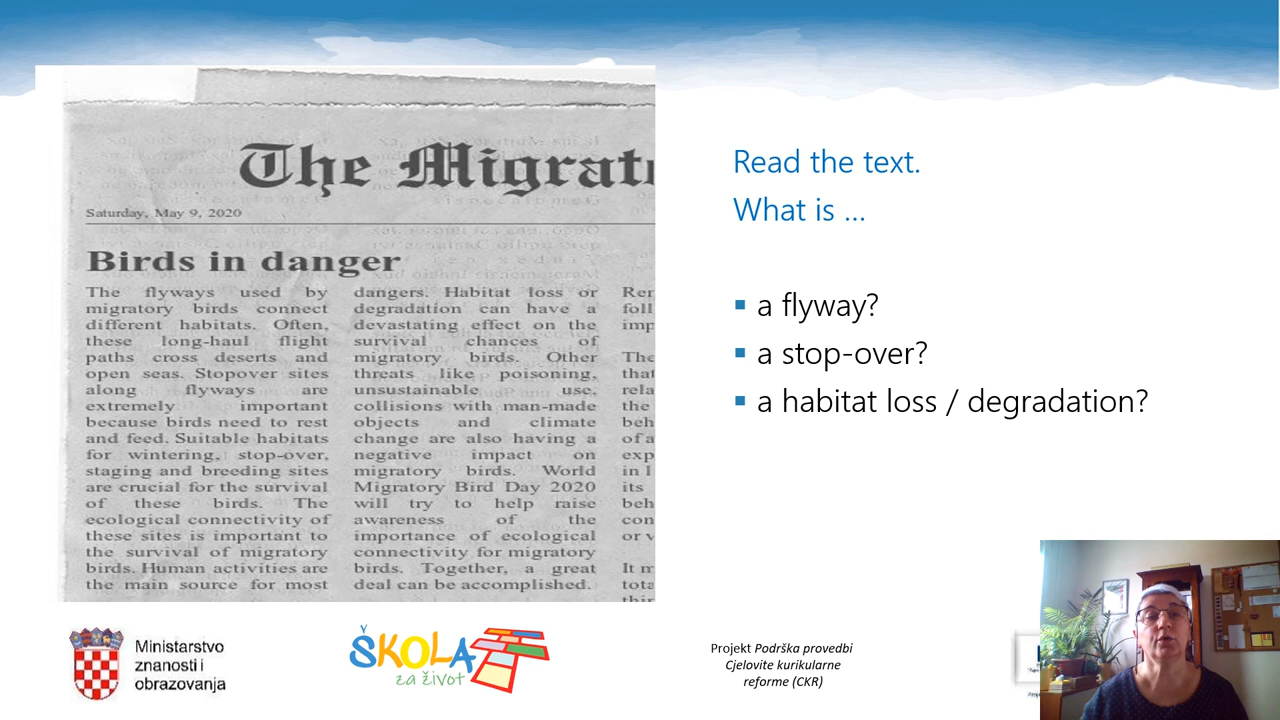 The Migrat
Saturday, May 9, 2020
Birds in danger
The flyways used by
migratory birds connect
different habitats. Often,
these long-haul flight
paths cross deserts and
open seas. Stopover sites
along flyways are
extremely important
because birds need to rest
and feed. Suitable habitats
for wintering, stop-over,
staging and breeding sites
are crucial for the survival
of these birds. The
ecological connectivity of
these sites is important to
the survival of migratory
birds. Human activities are
the main source for most
dangers. Habitat loss or
degradation can have a
devastating effect on the
survival chances of
migratory birds. Other
threats like poisoning,
unsustainable use,
collisions with man-made
objects and climate
change are also having a
negative impact on
migratory birds. World
Migratory Bird Day 2020
will try to help raise
awareness of the
importance of ecological
connectivity for migratory
birds. Together, a great
deal can be accomplished.
Read the text.
What is ...
▪ a flyway?
▪ a stop-over?
▪ a habitat loss / degradation?
Ministarstvo
znanosti i
obrazovanja
ŠKOLA
za život
Projekt Podrška provedbi
Cjelovite kurikularne
reforme (CKR)